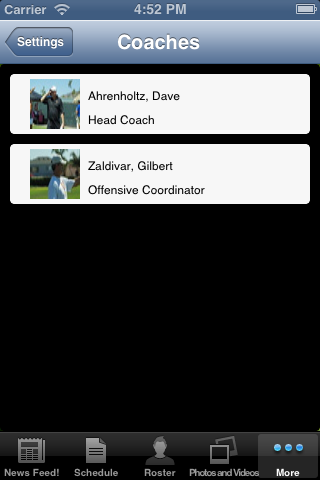 Carrier 4:52 PM
Settings
Coaches
Ahrenholtz, Dave
Head Coach
Zaldivar, Gilbert
Offensive Coordinator
News Feed! Schedule Roster Photos and Videos More